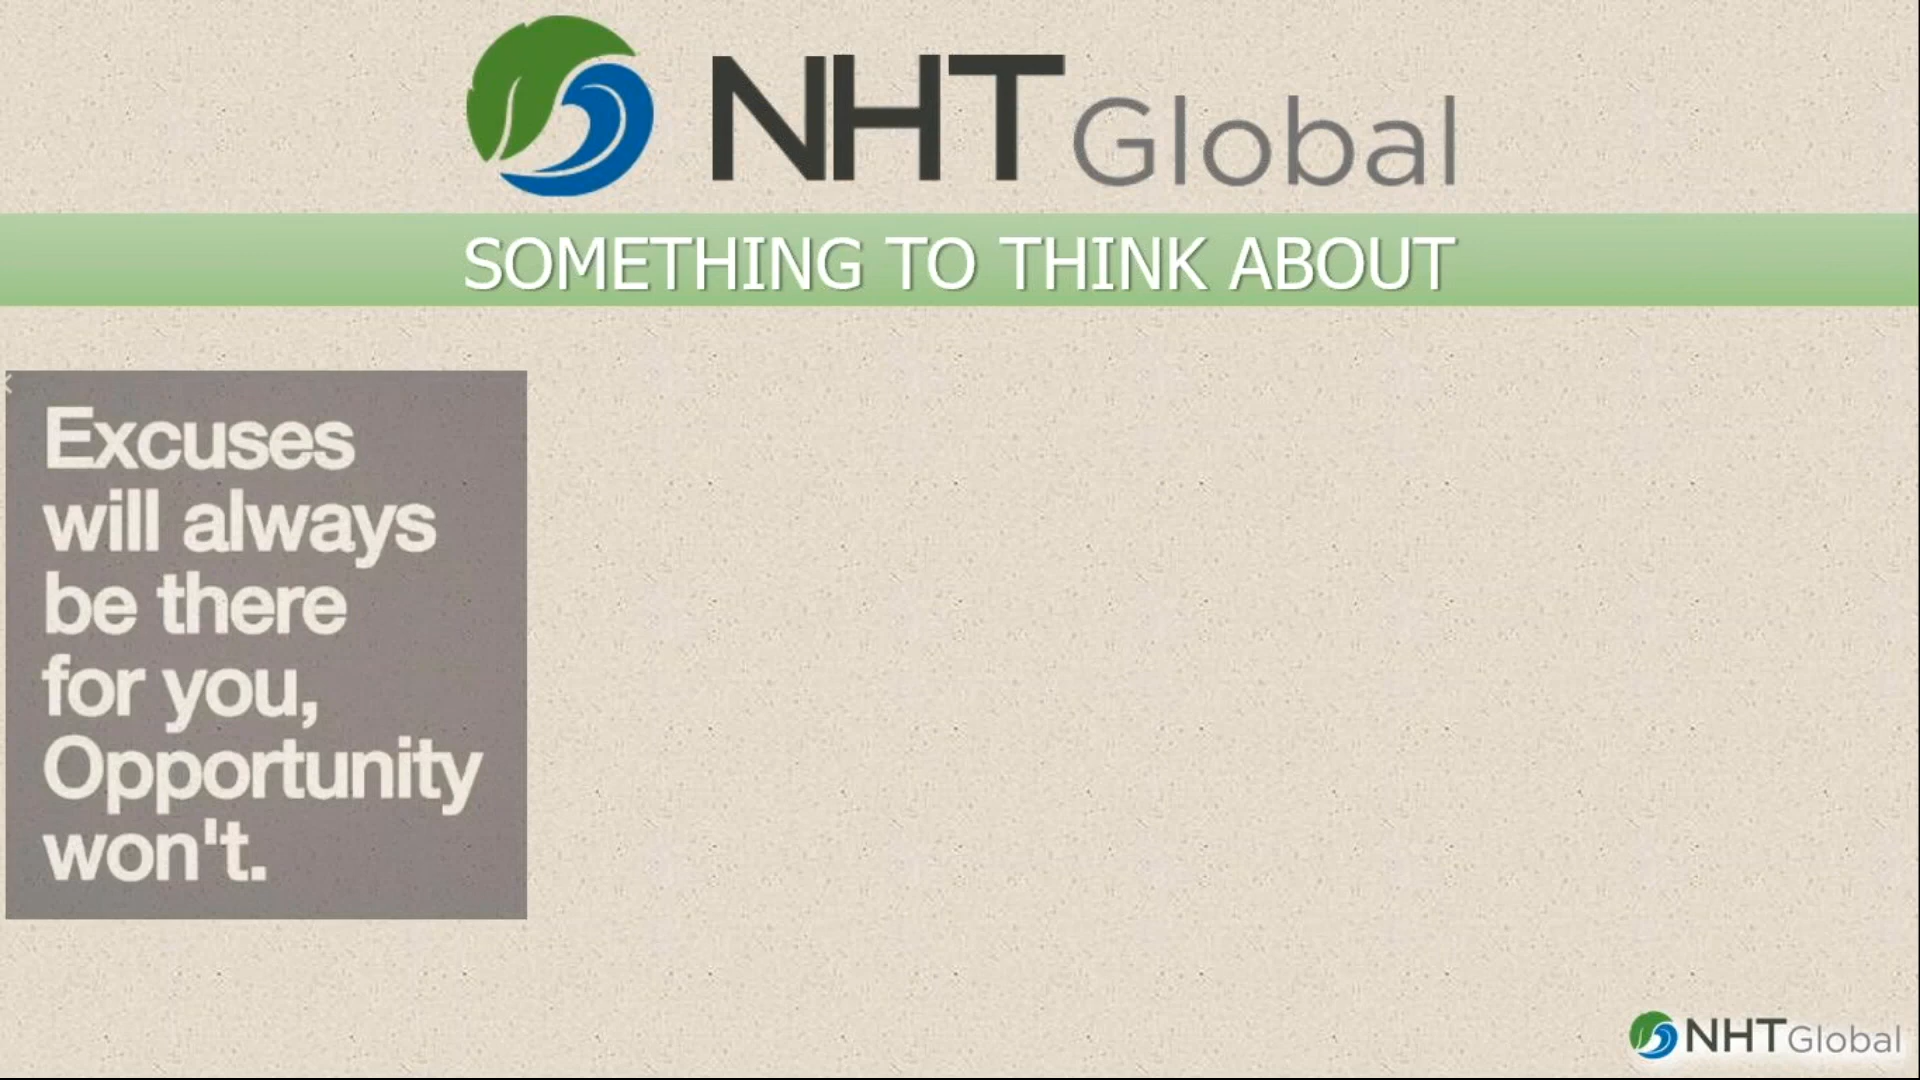 NHT Global
SOMETHING TO THINK ABOUT
Excuses
will always
be there
for you,
Opportunity
won't.
NHT Global